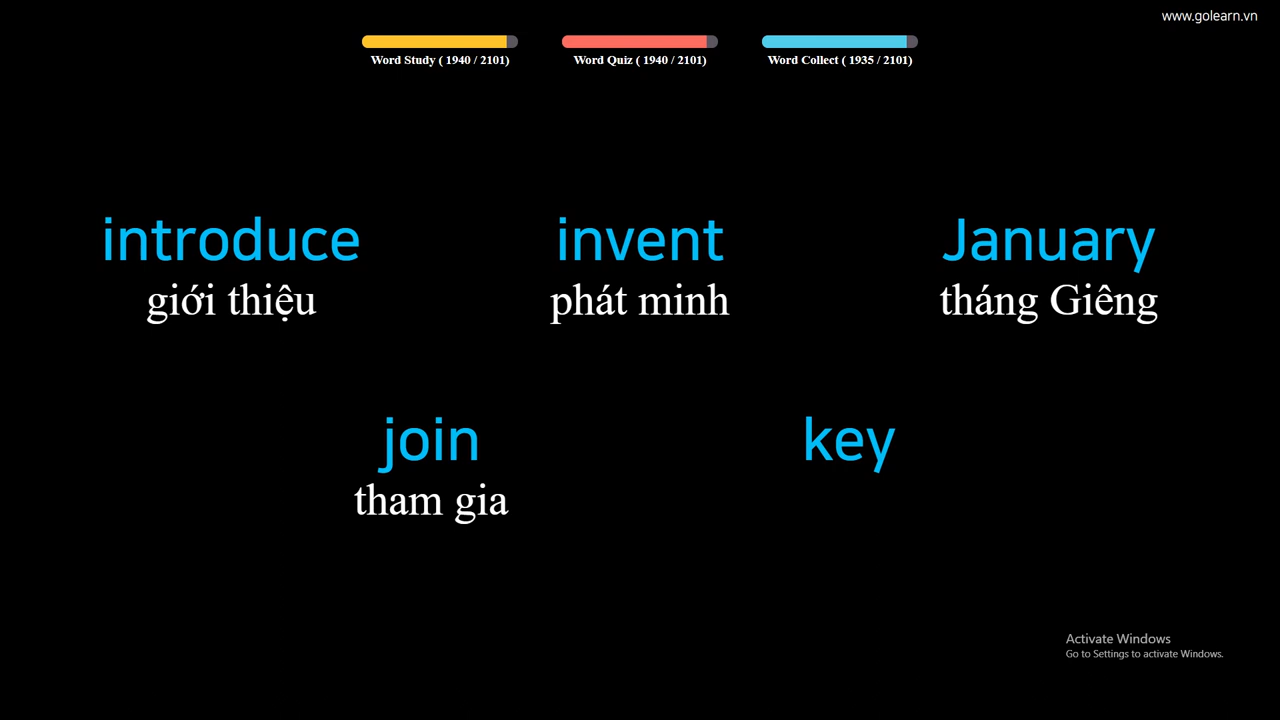 www.golearn.vn
Word Study ( 1940 / 2101)
Word Quiz ( 1940 / 2101)
Word Collect ( 1935 / 2101)
introduce
giới thiệu
invent
phát minh
January
tháng Giêng
join
tham gia
key
Activate Windows
Go to Settings to activate Windows.